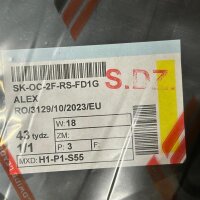 SK-OC-2F-RS-FD1G
S.DZ.
ALEX
RO/3129/10/2023/EU
W: 18
43 tydz.
ZM:
1/1
P: 3
F:
MXD: H1-P1-S55